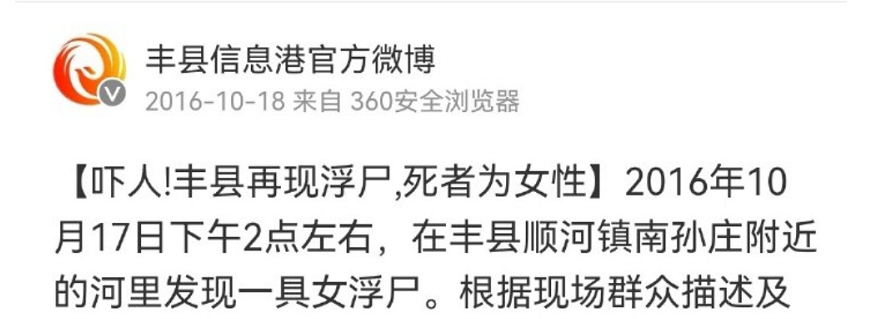 丰县信息港官方微博
2016-10-18 来自 360安全浏览器
【吓人!丰县再现浮尸,死者为女性】2016年10
月17日下午2点左右，在丰县顺河镇南孙庄附近
的河里发现一具女浮尸。根据现场群众描述及